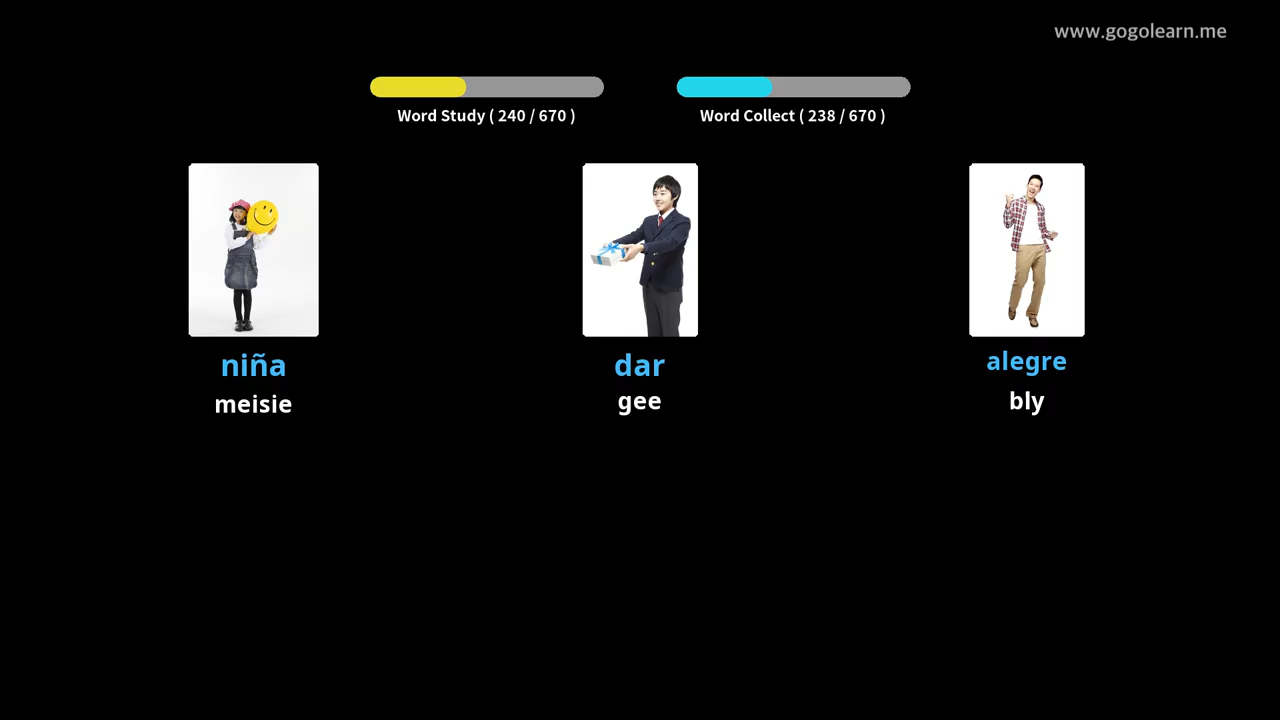 www.gogolearn.me
Word Study ( 240 / 670 )
Word Collect ( 238 / 670 )
niña
meisie
dar
gee
alegre
bly